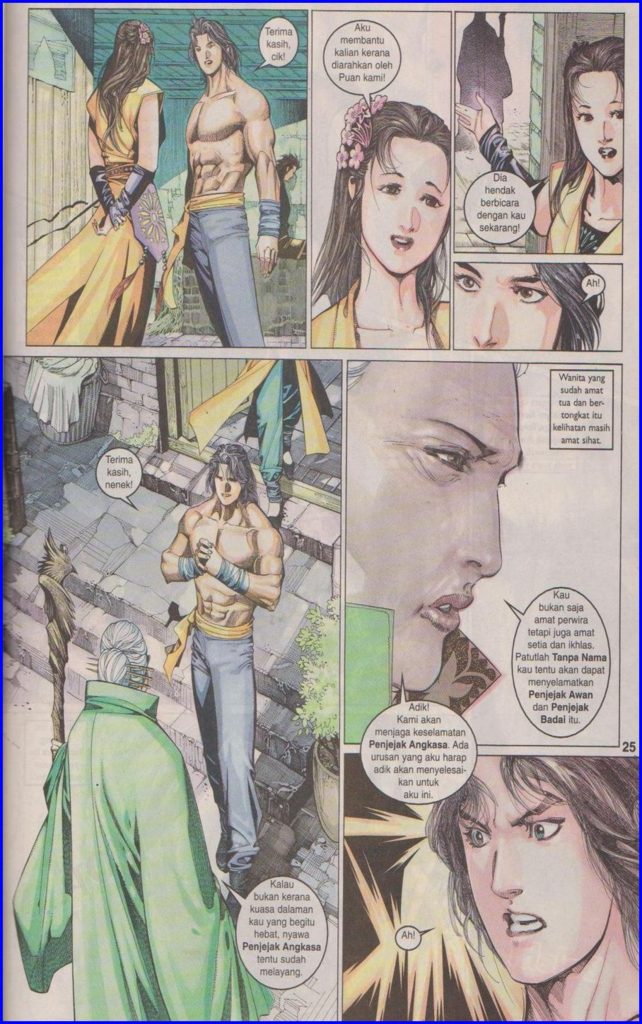 Terima
kasih,
cik!
Aku
membantu
kalian kerana
diarahkan oleh
Puan kami!
Dia
hendak
berbicara
dengan kau
sekarang!
Ah!
Terima
kasih,
nenek!
Kalau
bukan kerana
kuasa dalaman
kau yang begitu
hebat, nyawa
Penjejak Angkasa
tentu sudah
melayang.
Wanita yang
sudah amat
tua dan ber-
tongkat itu
kelihatan masih
amat sihat.
Kau
bukan saja
amat perwira
tetapi juga amat
setia dan ikhlas.
Patutlah Tanpa Nama
kau tentu akan dapat
menyelamatkan
Penjejak Awan
dan Penjejak
Badai itu.
Adik!
Kami akan
menjaga keselamatan
Penjejak Angkasa. Ada
urusan yang aku harap
adik akan menyelesai-
kan untuk
aku ini.
25
Ah!